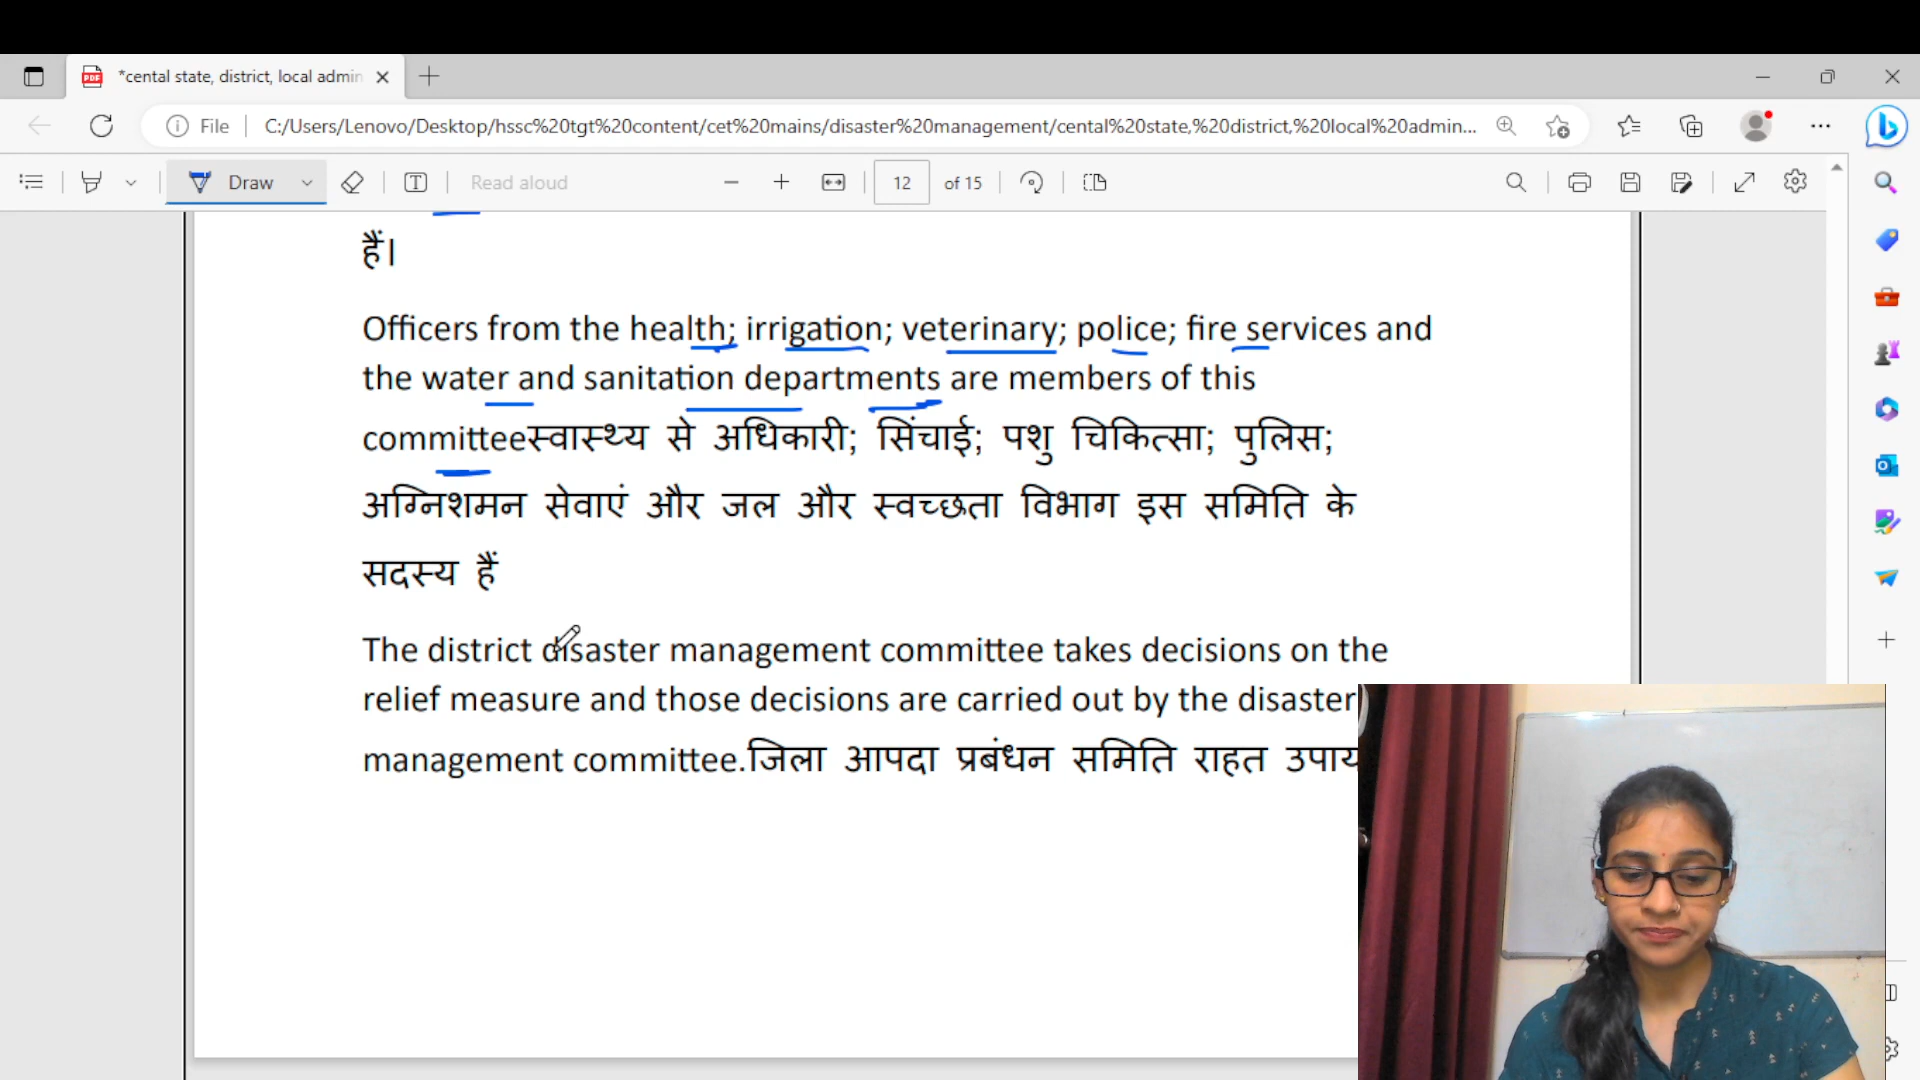 *cental state, district, local admin
File
C:/Users/Lenovo/Desktop/hssc%20tgt%20content/cet%20mains/disaster%20management/cental%20state,%20district,%20local%20admin...
Draw
Read aloud
12 of 15
हैं।
Officers from the health; irrigation; veterinary; police; fire services and
the water and sanitation departments are members of this
committeeस्वास्थ्य से अधिकारी; सिंचाई; पशु चिकित्सा; पुलिस;
अग्निशमन सेवाएं और जल और स्वच्छता विभाग इस समिति के
सदस्य हैं
The district disaster management committee takes decisions on the
relief measure and those decisions are carried out by the disaster
management committee.जिला आपदा प्रबंधन समिति राहत उपाय